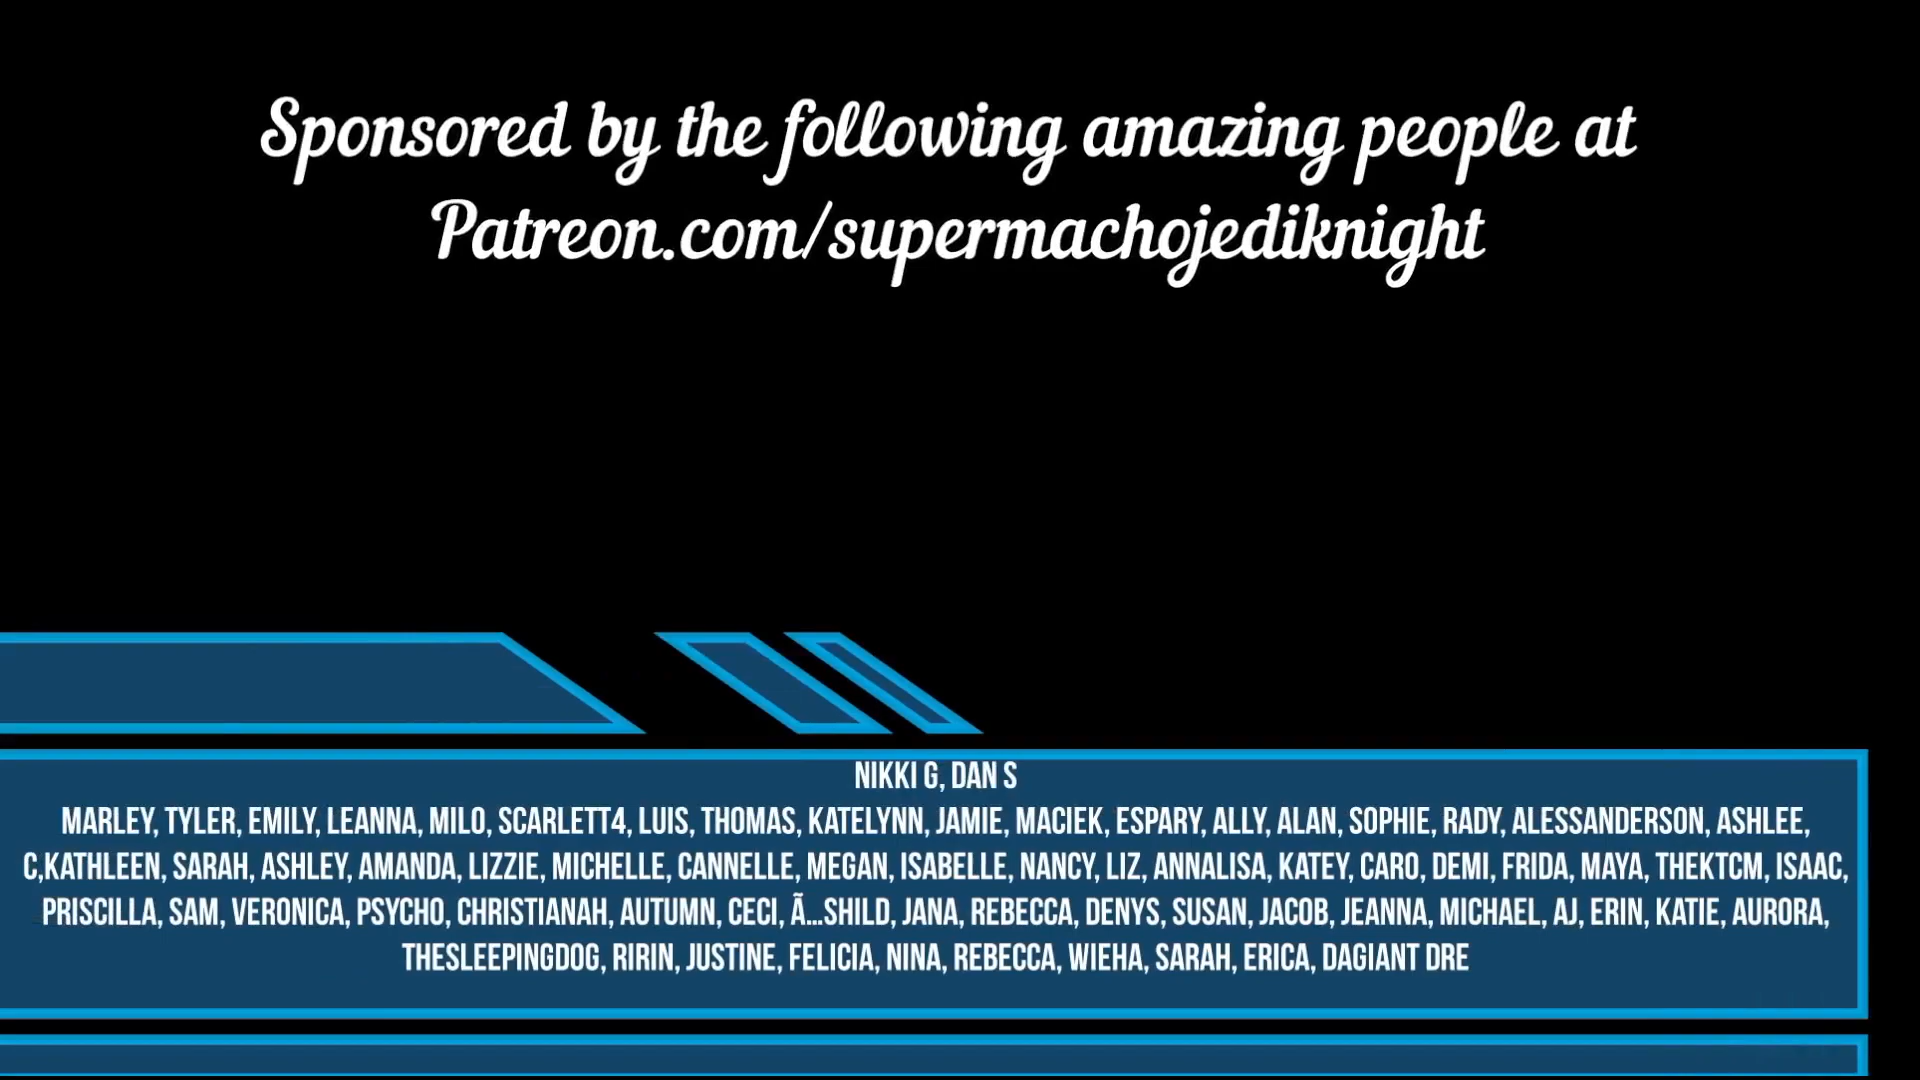 Sponsored by the following amazing people at
Patreon.com/supermachojediknight
NIKKI G, DAN S
MARLEY, TYLER, EMILY, LEANNA, MILO, SCARLETT4, LUIS, THOMAS, KATELYNN, JAMIE, MACIEK, ESPARY, ALLY, ALAN, SOPHIE, RADY, ALESSANDERSON, ASHLEE,
C,KATHLEEN, SARAH, ASHLEY, AMANDA, LIZZIE, MICHELLE, CANNELLE, MEGAN, ISABELLE, NANCY, LIZ, ANNALISA, KATEY, CARO, DEMI, FRIDA, MAYA, THEKTCM, ISAAC,
PRISCILLA, SAM, VERONICA, PSYCHO, CHRISTIANAH, AUTUMN, CECI, Ã…SHILD, JANA, REBECCA, DENYS, SUSAN, JACOB, JEANNA, MICHAEL, AJ, ERIN, KATIE, AURORA,
THESLEEPINGDOG, RIRIN, JUSTINE, FELICIA, NINA, REBECCA, WIEHA, SARAH, ERICA, DAGIANT DRE